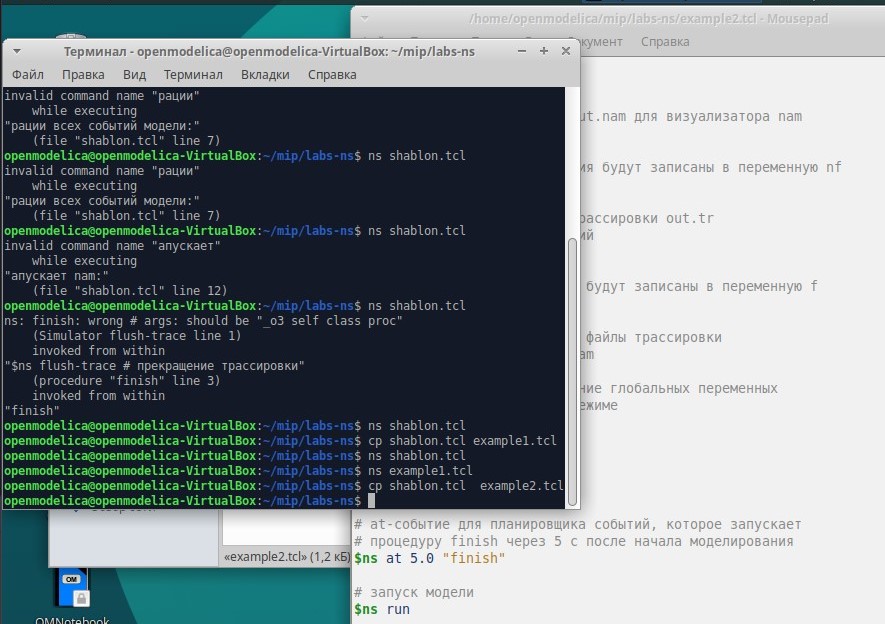 /home/openmodelica/mip/labs-ns/example2.tcl - Mousepad
Справка
Терминал - openmodelica@openmodelica-VirtualBox: ~/mip/labs-ns
Файл Правка Вид Терминал Вкладки Справка
invalid command name "рации"
while executing
"рации всех событий модели:"
(file "shablon.tcl" line 7)
openmodelica@openmodelica-VirtualBox:~/mip/labs-ns$ ns shablon.tcl
invalid command name "рации"
while executing
"рации всех событий модели:"
(file "shablon.tcl" line 7)
openmodelica@openmodelica-VirtualBox:~/mip/labs-ns$ ns shablon.tcl
invalid command name "апускает"
while executing
"апускает nam:"
(file "shablon.tcl" line 12)
openmodelica@openmodelica-VirtualBox:~/mip/labs-ns$ ns shablon.tcl
ns: finish: wrong # args: should be "_o3 self class proc"
(Simulator flush-trace line 1)
invoked from within
"$ns flush-trace # прекращение трассировки"
(procedure "finish" line 3)
invoked from within
"finish"
openmodelica@openmodelica-VirtualBox:~/mip/labs-ns$ ns shablon.tcl
openmodelica@openmodelica-VirtualBox:~/mip/labs-ns$ cp shablon.tcl example1.tcl
openmodelica@openmodelica-VirtualBox:~/mip/labs-ns$ ns shablon.tcl
openmodelica@openmodelica-VirtualBox:~/mip/labs-ns$ ns example1.tcl
openmodelica@openmodelica-VirtualBox:~/mip/labs-ns$ cp shablon.tcl  example2.tcl
openmodelica@openmodelica-VirtualBox:~/mip/labs-ns$
ut.nam для визуализатора nam
ия будут записаны в переменную nf
рассировки out.tr
ий
будут записаны в переменную f
файлы трассировки
am
ние глобальных переменных
ежиме
# at-событие для планировщика событий, которое запускает
# процедуру finish через 5 с после начала моделирования
$ns at 5.0 "finish"
# запуск модели
$ns run
«example2.tcl» (1,2 кБ)
OM
OMNotebook